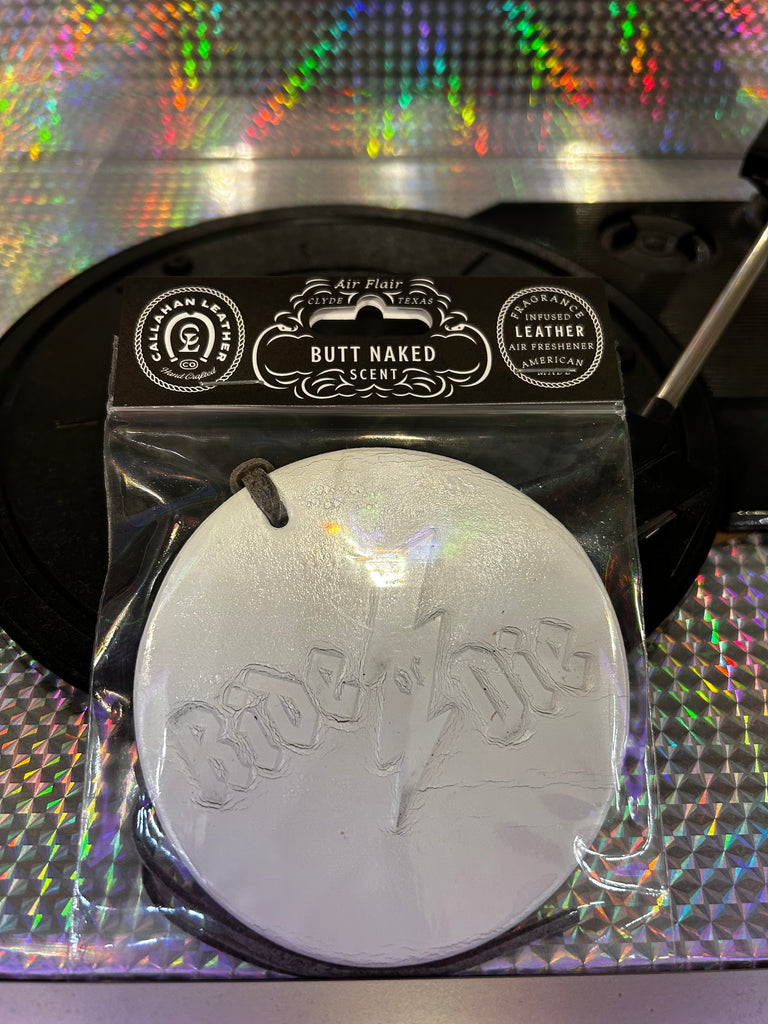 CALLAHAN LEATHER
CL
CO
Hand Crafted
Air Flair
CLYDE TEXAS
BUTT NAKED
SCENT
FRAGRANCE
INFUSED
LEATHER
AIR FRESHENER
AMERICAN
MADE
Ride or Die